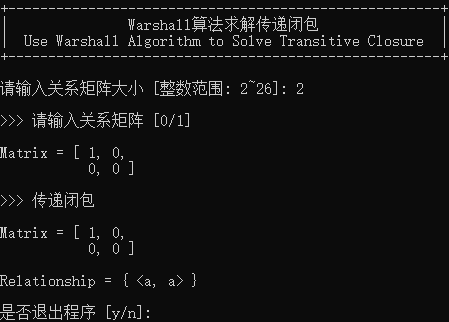 Warshall算法求解传递闭包
Use Warshall Algorithm to Solve Transitive Closure
请输入关系矩阵大小 [整数范围: 2~26]: 2
>>> 请输入关系矩阵 [0/1]
Matrix = [ 1, 0,
0, 0 ]
>>> 传递闭包
Matrix = [ 1, 0,
0, 0 ]
Relationship = { <a, a> }
是否退出程序 [y/n]: